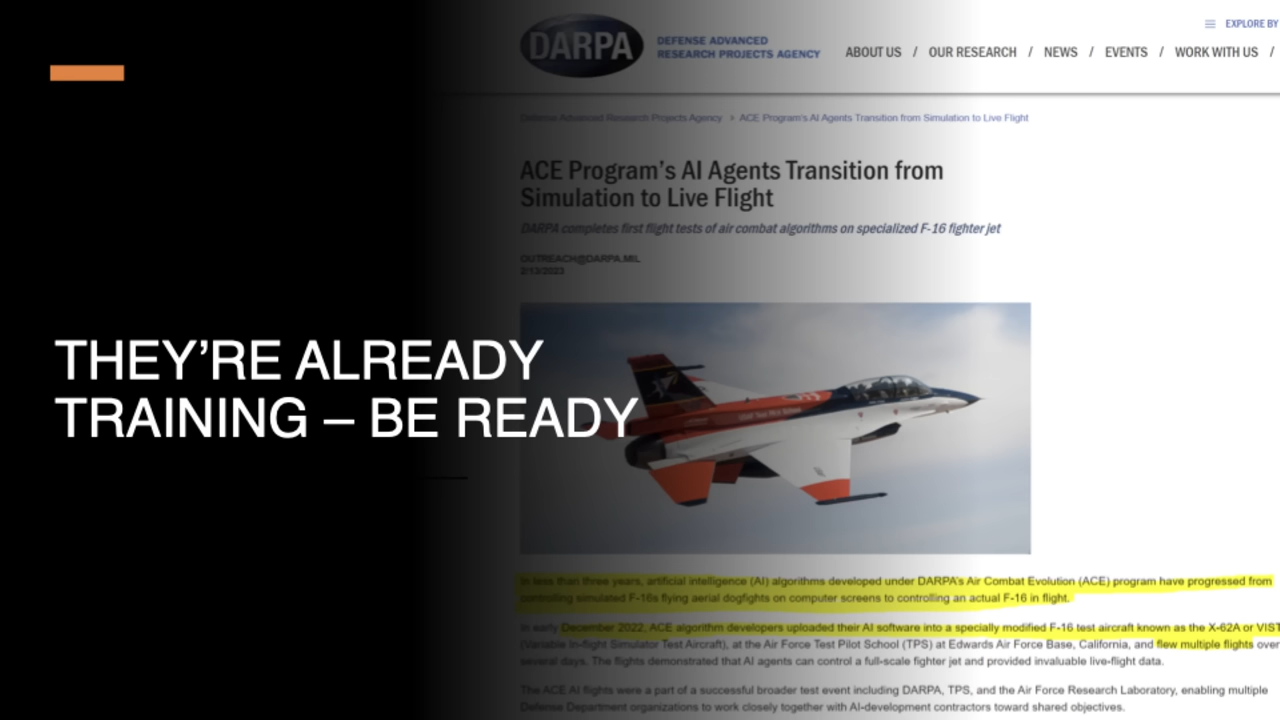 DARPA
DEFENSE ADVANCED
RESEARCH PROJECTS AGENCY
EXPLORE BY
ABOUT US / OUR RESEARCH / NEWS / EVENTS / WORK WITH US /
Defense Advanced Research Projects Agency › ACE Program's AI Agents Transition from Simulation to Live Flight
ACE Program's AI Agents Transition from
Simulation to Live Flight
DARPA completes first flight tests of air combat algorithms on specialized F-16 fighter jet
OUTREACH@DARPA.MIL
2/13/2023
THEY’RE ALREADY
TRAINING – BE READY
In less than three years, artificial intelligence (AI) algorithms developed under DARPA's Air Combat Evolution (ACE) program have progressed from
controlling simulated F-16s flying aerial dogfights on computer screens to controlling an actual F-16 in flight.
In early December 2022, ACE algorithm developers uploaded their AI software into a specially modified F-16 test aircraft known as the X-62A or VIST
(Variable In-flight Simulator Test Aircraft), at the Air Force Test Pilot School (TPS) at Edwards Air Force Base, California, and flew multiple flights over
several days. The flights demonstrated that AI agents can control a full-scale fighter jet and provided invaluable live-flight data.
The ACE AI flights were a part of a successful broader test event including DARPA, TPS, and the Air Force Research Laboratory, enabling multiple
Defense Department organizations to work closely together with AI-development contractors toward shared objectives.